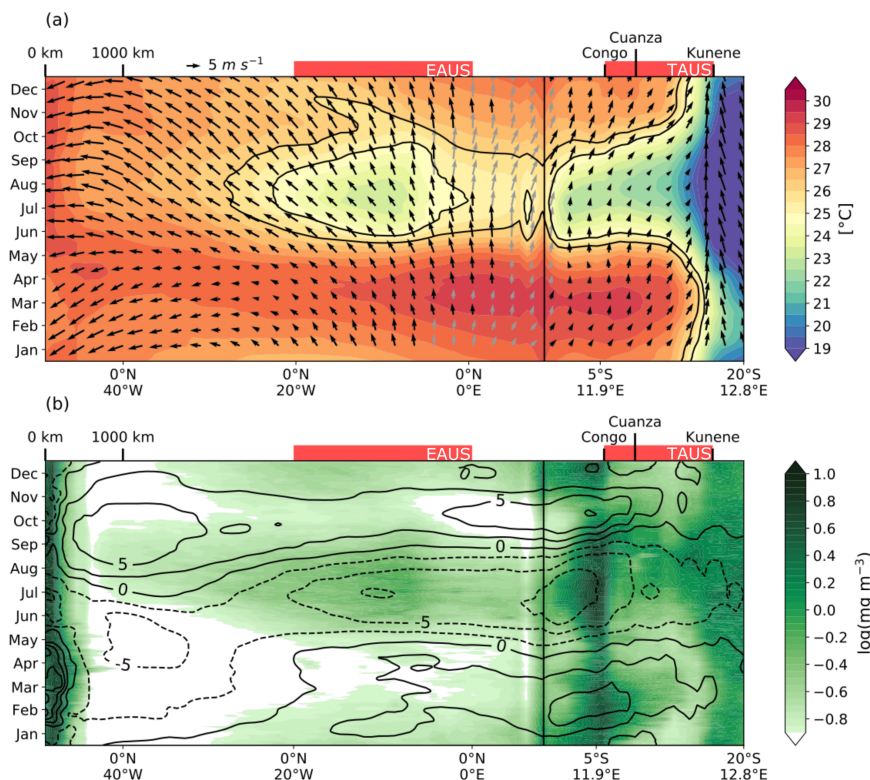 (a)
Cuanza
0 km 1000 km Congo Kunene
5 m s⁻¹
EAUS TAUS
Dec
Nov
Oct
Sep
Aug
Jul
Jun
May
Apr
Mar
Feb
Jan
30
29
28
27
26
25
24
23
22
21
20
19
[°C]
0°N 0°N 0°N 5°S 20°S
40°W 20°W 0°E 11.9°E 12.8°E
(b)
Cuanza
0 km 1000 km Congo Kunene
EAUS TAUS
Dec
Nov
Oct
Sep
Aug
Jul
Jun
May
Apr
Mar
Feb
Jan
5
5
0
0
-5
0
-5
1.0
0.8
0.6
0.4
0.2
0.0
−0.2
−0.4
−0.6
−0.8
log(mg m⁻³)
0°N 0°N 0°N 5°S 20°S
40°W 20°W 0°E 11.9°E 12.8°E